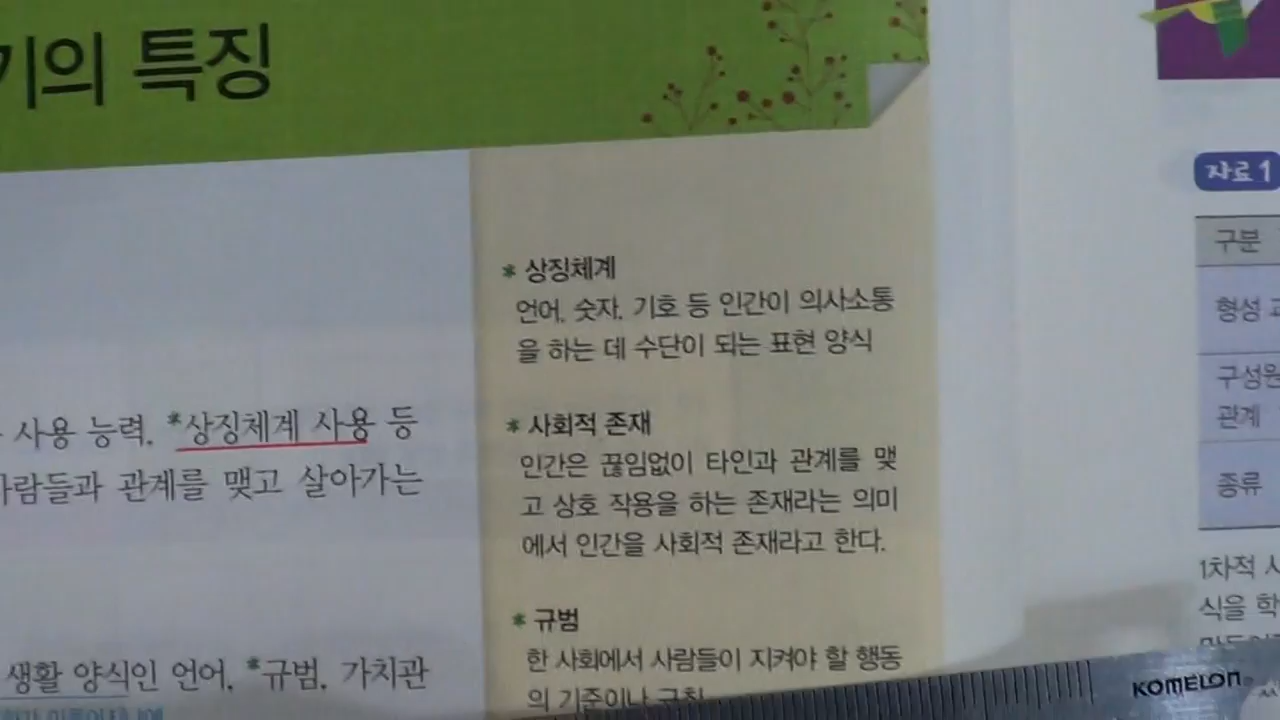 기의 특징
사용 능력, *상징체계 사용 등
사람들과 관계를 맺고 살아가는
생활 양식인 언어, *규범, 가치관
* 상징체계
언어, 숫자, 기호 등 인간이 의사소통
을 하는 데 수단이 되는 표현 양식
* 사회적 존재
인간은 끊임없이 타인과 관계를 맺
고 상호 작용을 하는 존재라는 의미
에서 인간을 사회적 존재라고 한다.
* 규범
한 사회에서 사람들이 지켜야 할 행동
의 기준이나 규칙
자료 1
구분
형성
구성원
관계
종류
1차적
식을 학
KOMELON